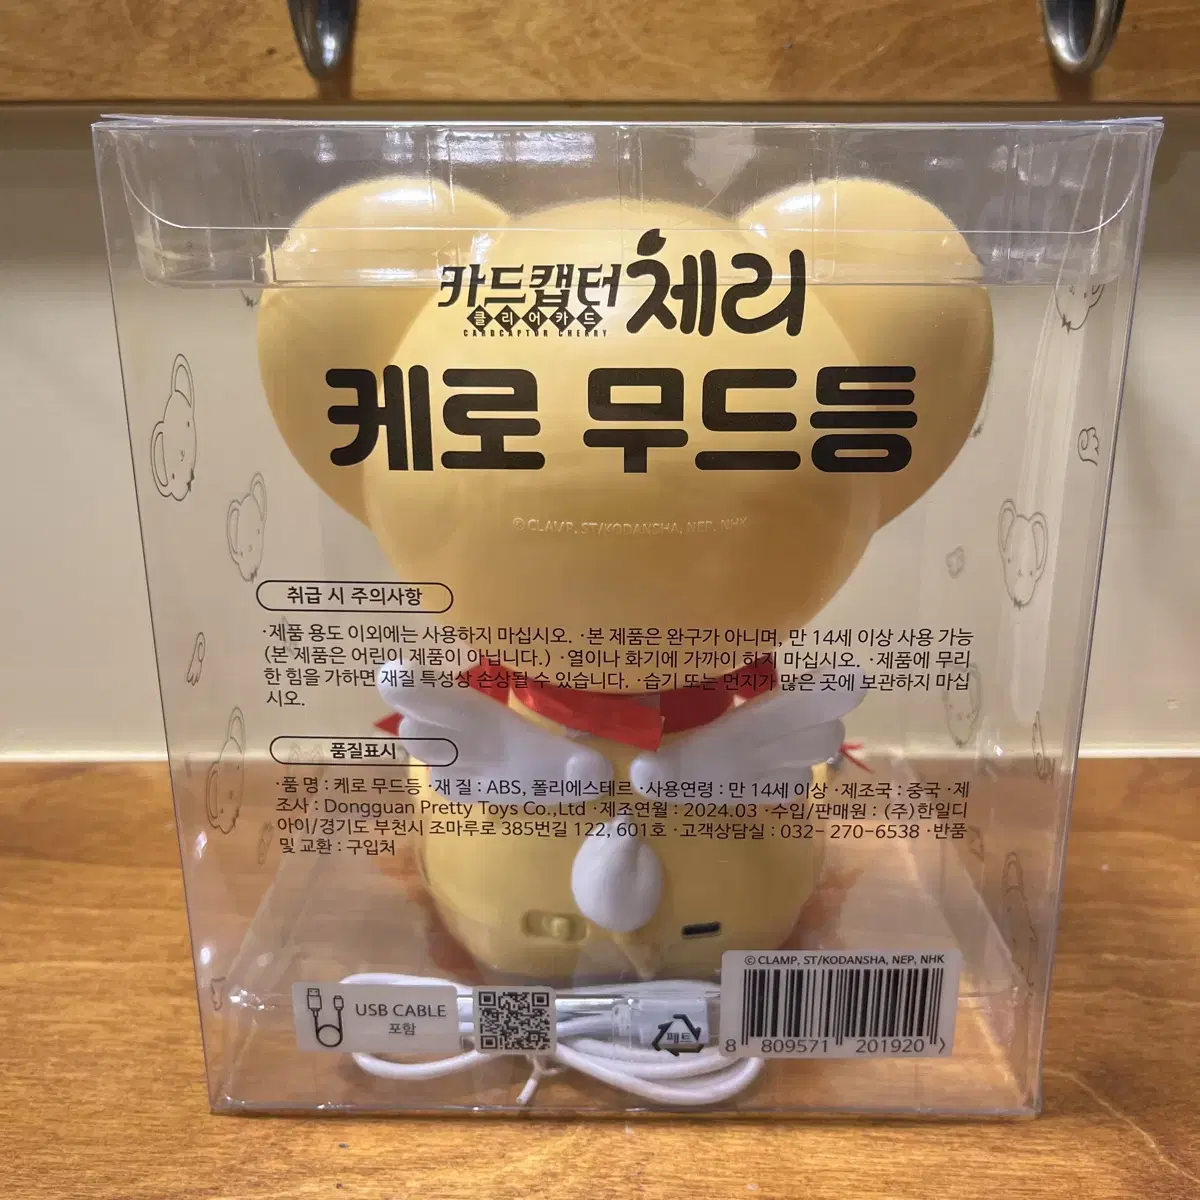 카드캡터 체리
클리어카드
CARDCAPTOR CHERRY
케로 무드등
© CLAMP, ST/KODANSHA, NEP, NHK
취급 시 주의사항
·제품 용도 이외에는 사용하지 마십시오. ·본 제품은 완구가 아니며, 만 14세 이상 사용 가능
(본 제품은 어린이 제품이 아닙니다.) ·열이나 화기에 가까이 하지 마십시오. ·제품에 무리
한 힘을 가하면 재질 특성상 손상될 수 있습니다. ·습기 또는 먼지가 많은 곳에 보관하지 마십
시오.
품질표시
·품 명 : 케로 무드등 ·재 질 : ABS, 폴리에스테르 ·사용연령 : 만 14세 이상 ·제조국 : 중국 ·제
조사 : Dongguan Pretty Toys Co.,Ltd ·제조연월 : 2024.03 ·수입/판매원 : (주)한일디
아이/경기도 부천시 조마루로 385번길 122, 601호 ·고객상담실 : 032- 270-6538 ·반품
및 교환 : 구입처
© CLAMP, ST/KODANSHA, NEP, NHK
USB CABLE
포함
페트
8 809571 201920